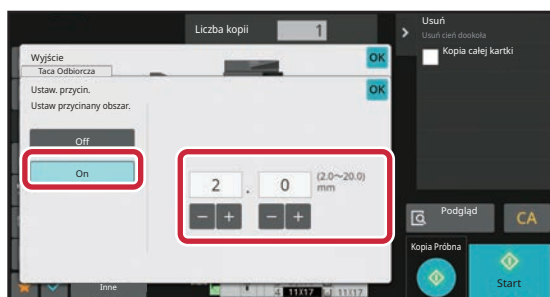 Liczba kopii 1
Usuń
Usuń cień dookoła
Kopia całej kartki
Wyjście
OK
Taca Odbiorcza
Ustaw. przycin.
OK
Ustaw przycinany obszar.
Off
On
2 . 0 (2.0~20.0)
mm
− + − +
Podgląd
CA
Kopia Próbna
Start
Inne
4 11X17 11X17